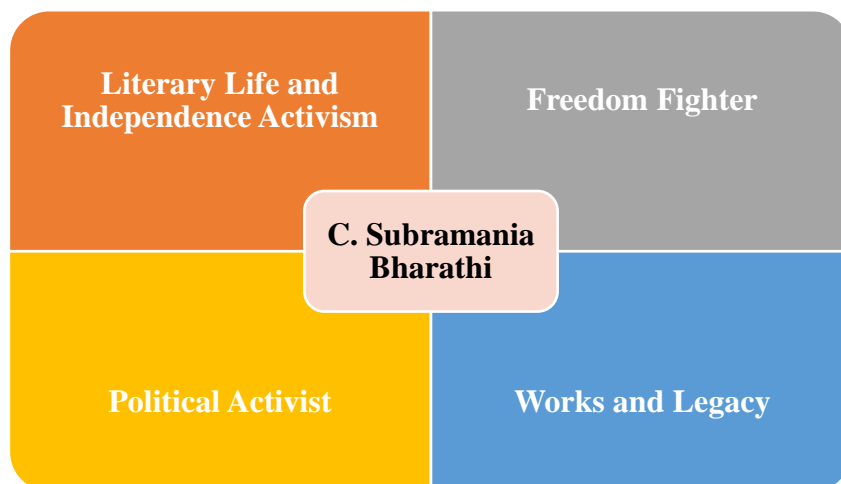 Literary Life and
Independence Activism
Freedom Fighter
C. Subramania
Bharathi
Political Activist
Works and Legacy